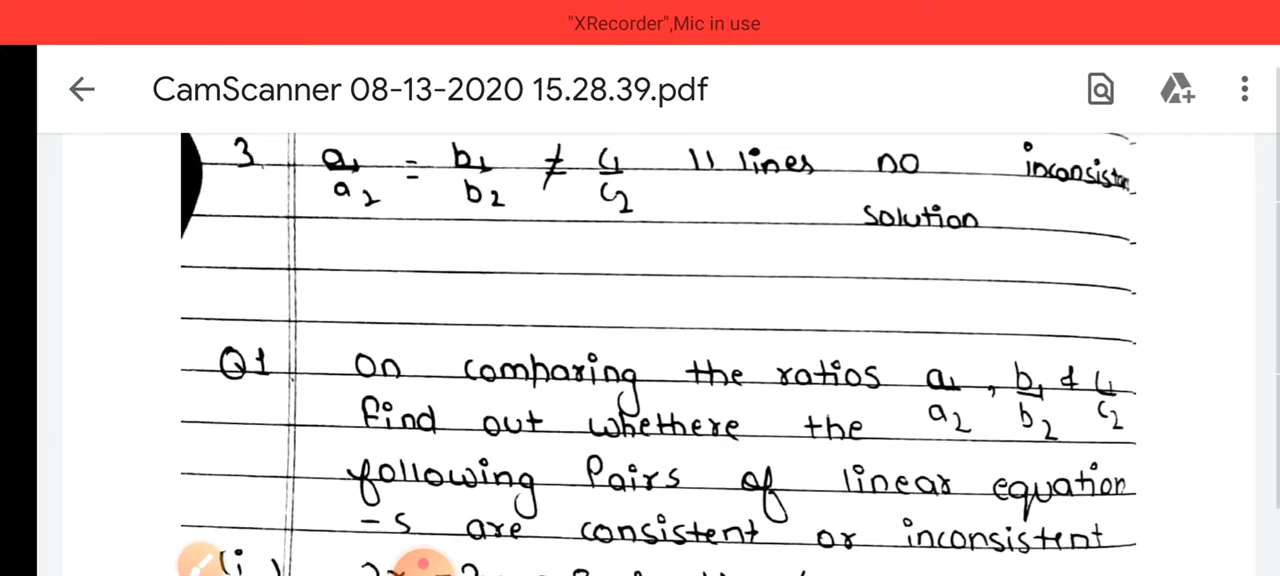 "XRecorder",Mic in use
CamScanner 08-13-2020 15.28.39.pdf
3 a1/a2 = b1/b2 ≠ c1/c2 || lines no
solution
Q1 On comparing the ratios a1/a2, b1/b2 & c1/c2
find out whethere the
following Pairs of linear equation
-s are consistent or inconsistent
(i)